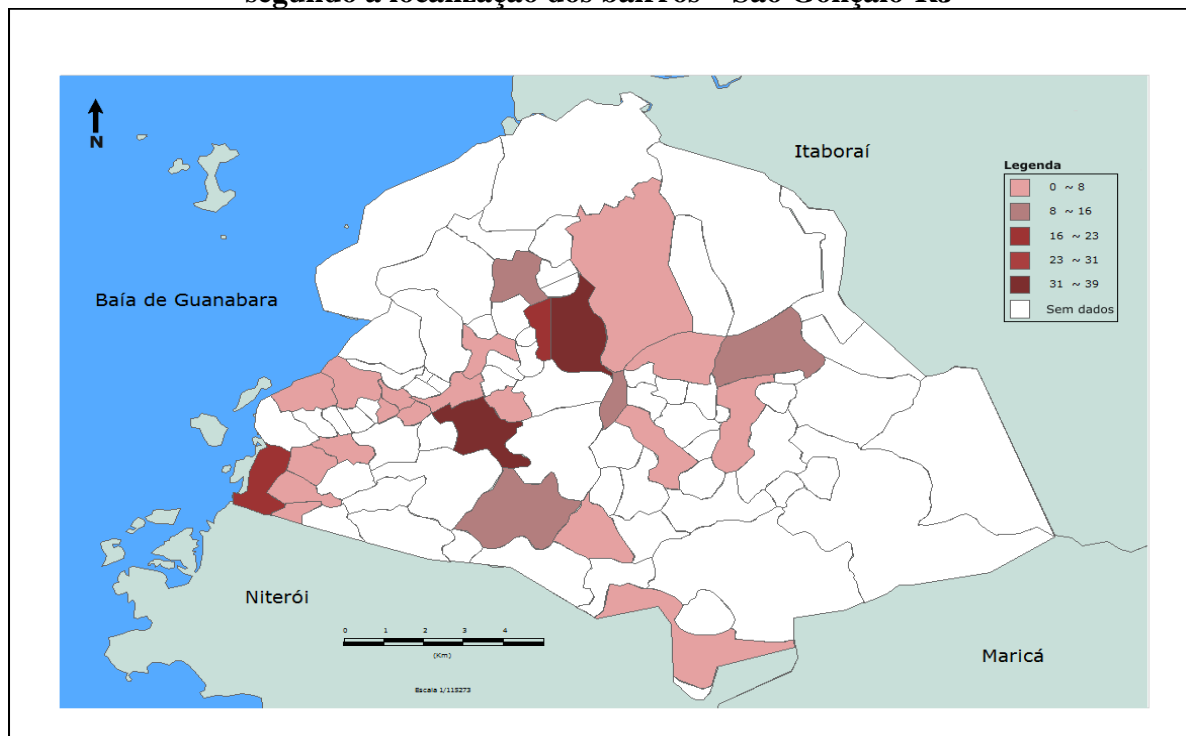 segundo a localização dos bairros – São Gonçalo-RJ
N
Itaboraí
Legenda
0 ~ 8
8 ~ 16
16 ~ 23
23 ~ 31
31 ~ 39
Sem dados
Baía de Guanabara
Niterói
0 1 2 3 4
(Km)
Escala 1/115273
Maricá